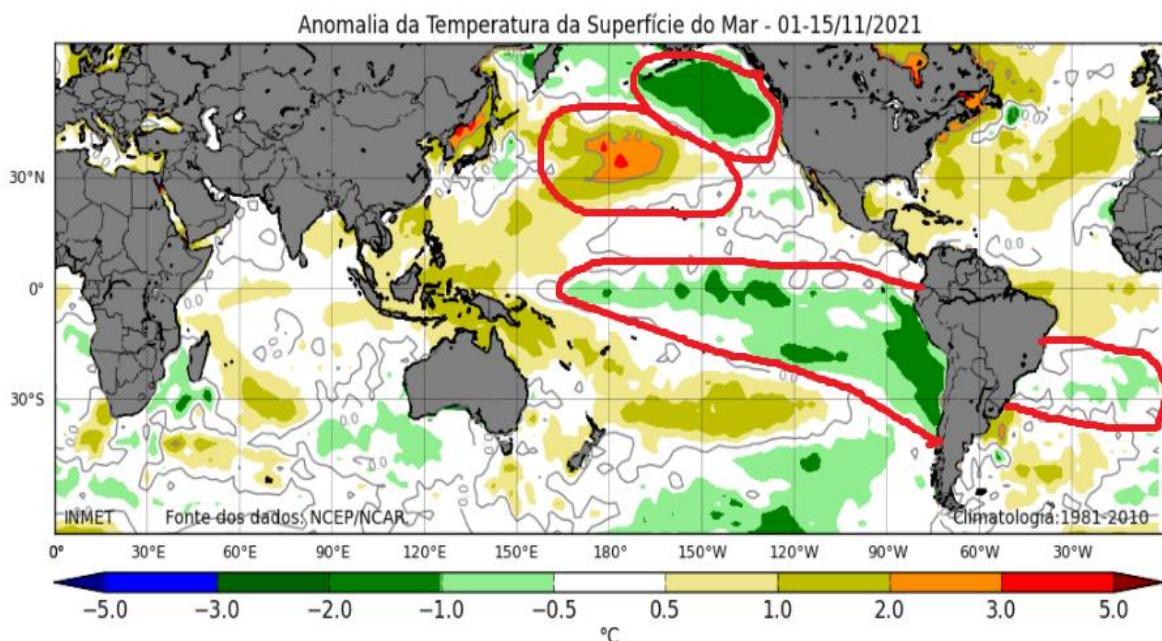 Anomalia da Temperatura da Superfície do Mar - 01-15/11/2021
30°N
0°
30°S
INMET Fonte dos dados: NCEP/NCAR Climatologia:1981-2010
0° 30°E 60°E 90°E 120°E 150°E 180° 150°W 120°W 90°W 60°W 30°W
−5.0 −3.0 −2.0 −1.0 −0.5 0.5 1.0 2.0 3.0 5.0
°C